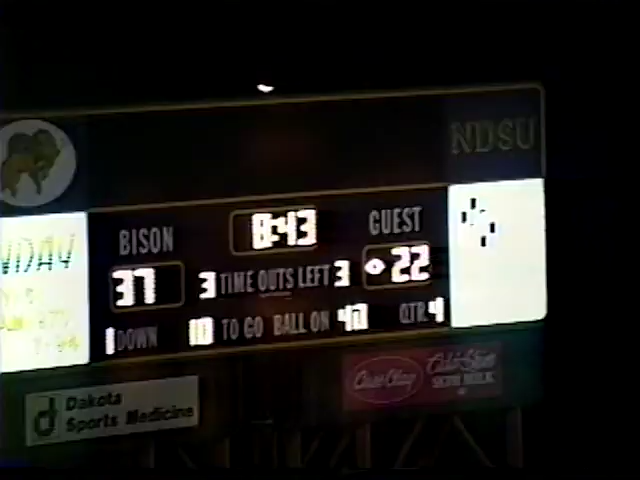 NDSU
BISON 8:43 GUEST
37 3 TIME OUTS LEFT 3 22
1 DOWN 10 TO GO BALL ON 40 QTR 4
Dakota
Sports Medicine
Cass-Clay